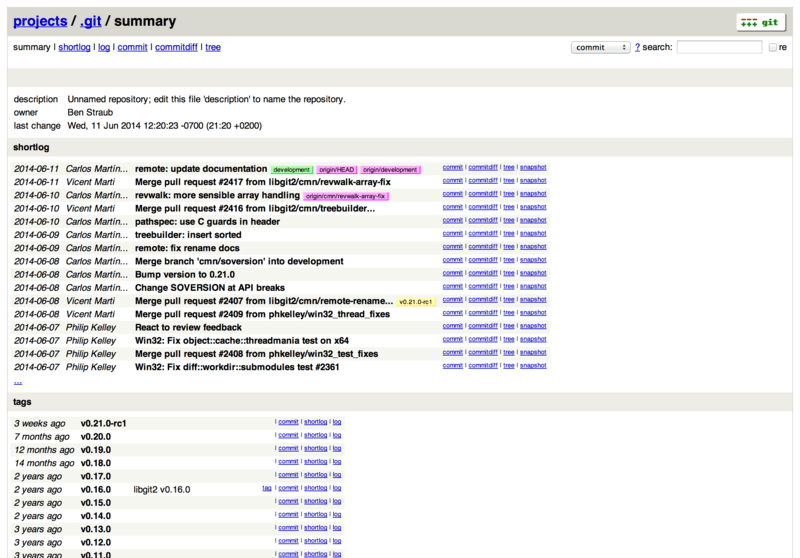 projects / .git / summary
git
summary | shortlog | log | commit | commitdiff | tree
commit ? search: re
description Unnamed repository; edit this file 'description' to name the repository.
owner Ben Straub
last change Wed, 11 Jun 2014 12:20:23 -0700 (21:20 +0200)
shortlog
2014-06-11 Carlos Martín... remote: update documentation development origin/HEAD origin/development commit | commitdiff | tree | snapshot
2014-06-11 Vicent Marti Merge pull request #2417 from libgit2/cmn/revwalk-array-fix commit | commitdiff | tree | snapshot
2014-06-10 Carlos Martín... revwalk: more sensible array handling origin/cmn/revwalk-array-fix commit | commitdiff | tree | snapshot
2014-06-10 Vicent Marti Merge pull request #2416 from libgit2/cmn/treebuilder... commit | commitdiff | tree | snapshot
2014-06-10 Carlos Martín... pathspec: use C guards in header commit | commitdiff | tree | snapshot
2014-06-09 Carlos Martín... treebuilder: insert sorted commit | commitdiff | tree | snapshot
2014-06-09 Carlos Martín... remote: fix rename docs commit | commitdiff | tree | snapshot
2014-06-08 Carlos Martín... Merge branch 'cmn/soversion' into development commit | commitdiff | tree | snapshot
2014-06-08 Carlos Martín... Bump version to 0.21.0 commit | commitdiff | tree | snapshot
2014-06-08 Carlos Martín... Change SOVERSION at API breaks commit | commitdiff | tree | snapshot
2014-06-08 Vicent Marti Merge pull request #2407 from libgit2/cmn/remote-rename... v0.21.0-rc1 commit | commitdiff | tree | snapshot
2014-06-08 Vicent Marti Merge pull request #2409 from phkelley/win32_thread_fixes commit | commitdiff | tree | snapshot
2014-06-07 Philip Kelley React to review feedback commit | commitdiff | tree | snapshot
2014-06-07 Philip Kelley Win32: Fix object::cache::threadmania test on x64 commit | commitdiff | tree | snapshot
2014-06-07 Vicent Marti Merge pull request #2408 from phkelley/win32_test_fixes commit | commitdiff | tree | snapshot
2014-06-07 Philip Kelley Win32: Fix diff::workdir::submodules test #2361 commit | commitdiff | tree | snapshot
...
tags
3 weeks ago v0.21.0-rc1 | commit | shortlog | log
7 months ago v0.20.0 | commit | shortlog | log
12 months ago v0.19.0 | commit | shortlog | log
14 months ago v0.18.0 | commit | shortlog | log
2 years ago v0.17.0 | commit | shortlog | log
2 years ago v0.16.0 libgit2 v0.16.0 tag | commit | shortlog | log
2 years ago v0.15.0 | commit | shortlog | log
2 years ago v0.14.0 | commit | shortlog | log
3 years ago v0.13.0 | commit | shortlog | log
3 years ago v0.12.0 | commit | shortlog | log
3 years ago v0.11.0 | commit | shortlog | log